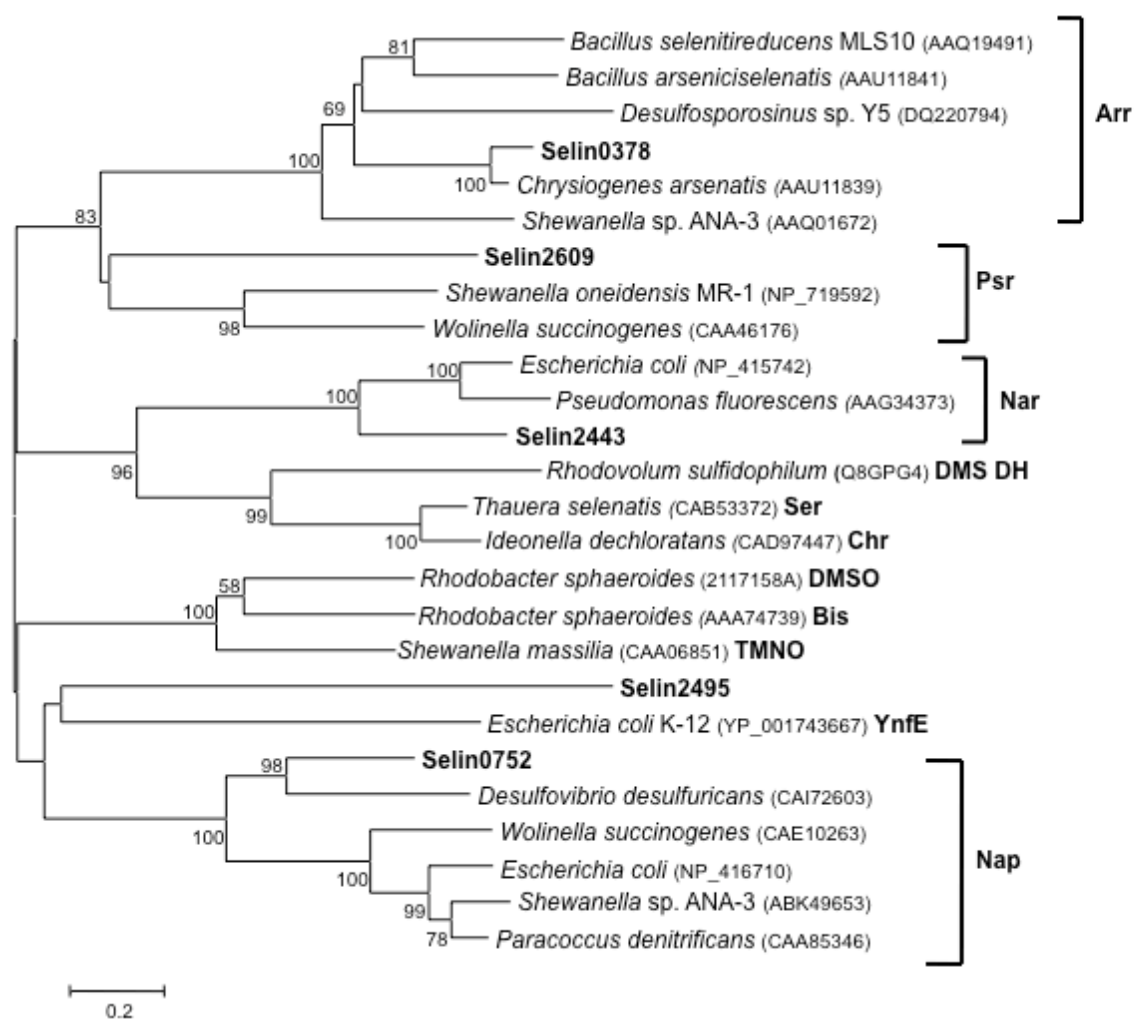 81
Bacillus selenitireducens MLS10 (AAQ19491)
Bacillus arseniciselenatis (AAU11841)
69
Desulfosporosinus sp. Y5 (DQ220794)
Arr
100
Selin0378
100
Chrysiogenes arsenatis (AAU11839)
83
Shewanella sp. ANA-3 (AAQ01672)
Selin2609
Psr
Shewanella oneidensis MR-1 (NP_719592)
98
Wolinella succinogenes (CAA46176)
100
Escherichia coli (NP_415742)
100
Pseudomonas fluorescens (AAG34373)
Nar
Selin2443
96
Rhodovolum sulfidophilum (Q8GPG4) DMS DH
99
Thauera selenatis (CAB53372) Ser
100
Ideonella dechloratans (CAD97447) Chr
58
Rhodobacter sphaeroides (2117158A) DMSO
100
Rhodobacter sphaeroides (AAA74739) Bis
Shewanella massilia (CAA06851) TMNO
Selin2495
Escherichia coli K-12 (YP_001743667) YnfE
98
Selin0752
Desulfovibrio desulfuricans (CAI72603)
100
Wolinella succinogenes (CAE10263)
Nap
100
Escherichia coli (NP_416710)
99
Shewanella sp. ANA-3 (ABK49653)
78
Paracoccus denitrificans (CAA85346)
0.2